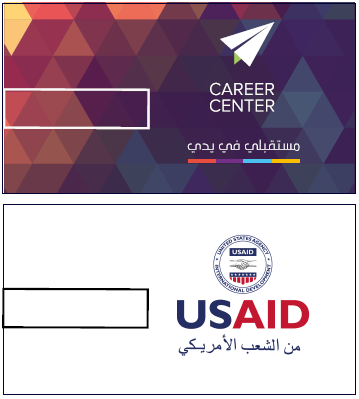 CAREER
CENTER
مستقبلي في يدي
UNITED STATES AGENCY
USAID
INTERNATIONAL DEVELOPMENT
USAID
من الشعب الأمريكي